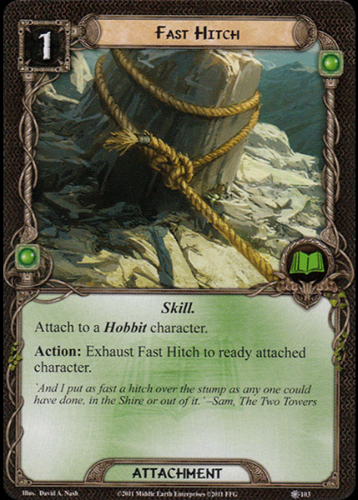 1
FAST HITCH
Skill.
Attach to a Hobbit character.
Action: Exhaust Fast Hitch to ready attached
character.
`And I put as fast a hitch over the stump as any one could
have done, in the Shire or out of it.´ –Sam, The Two Towers
ATTACHMENT
Illus. David A. Nash
©2011 Middle Earth Enterprises ©2011 FFG
103